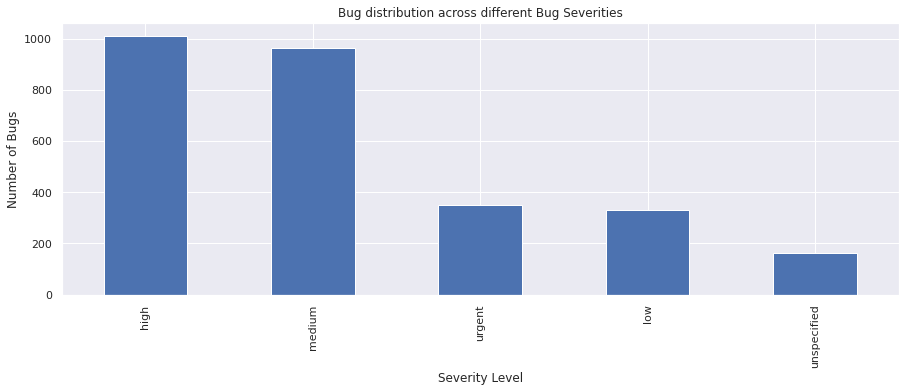 Bug distribution across different Bug Severities
Number of Bugs
1000
800
600
400
200
0
high
medium
urgent
low
unspecified
Severity Level